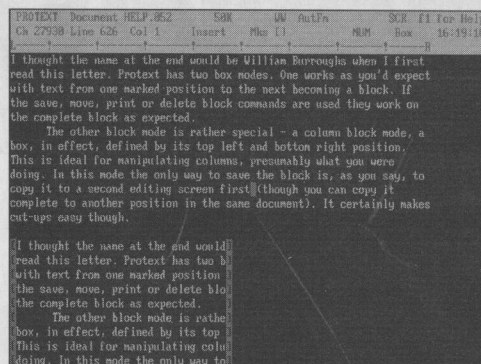 PROTEXT Document HELP.052 50K WW AutFm SCR f1 for Help
Ch 27930 Line 626 Col 1 Insert Mks [] NUM Box 16:19:10
I thought the name at the end would be William Burroughs when I first
read this letter. Protext has two box modes. One works as you'd expect
with text from one marked position to the next becoming a block. If
the save, move, print or delete block commands are used they work on
the complete block as expected.
The other block mode is rather special - a column block mode, a
box, in effect, defined by its top left and bottom right position.
This is ideal for manipulating columns, presumably what you were
doing. In this mode the only way to save the block is, as you say, to
copy it to a second editing screen first (though you can copy it
complete to another position in the same document). It certainly makes
cut-ups easy though.
I thought the name at the end would
read this letter. Protext has two b
with text from one marked position
the save, move, print or delete blo
the complete block as expected.
The other block mode is rathe
box, in effect, defined by its top
This is ideal for manipulating colu
doing. In this mode the only way to